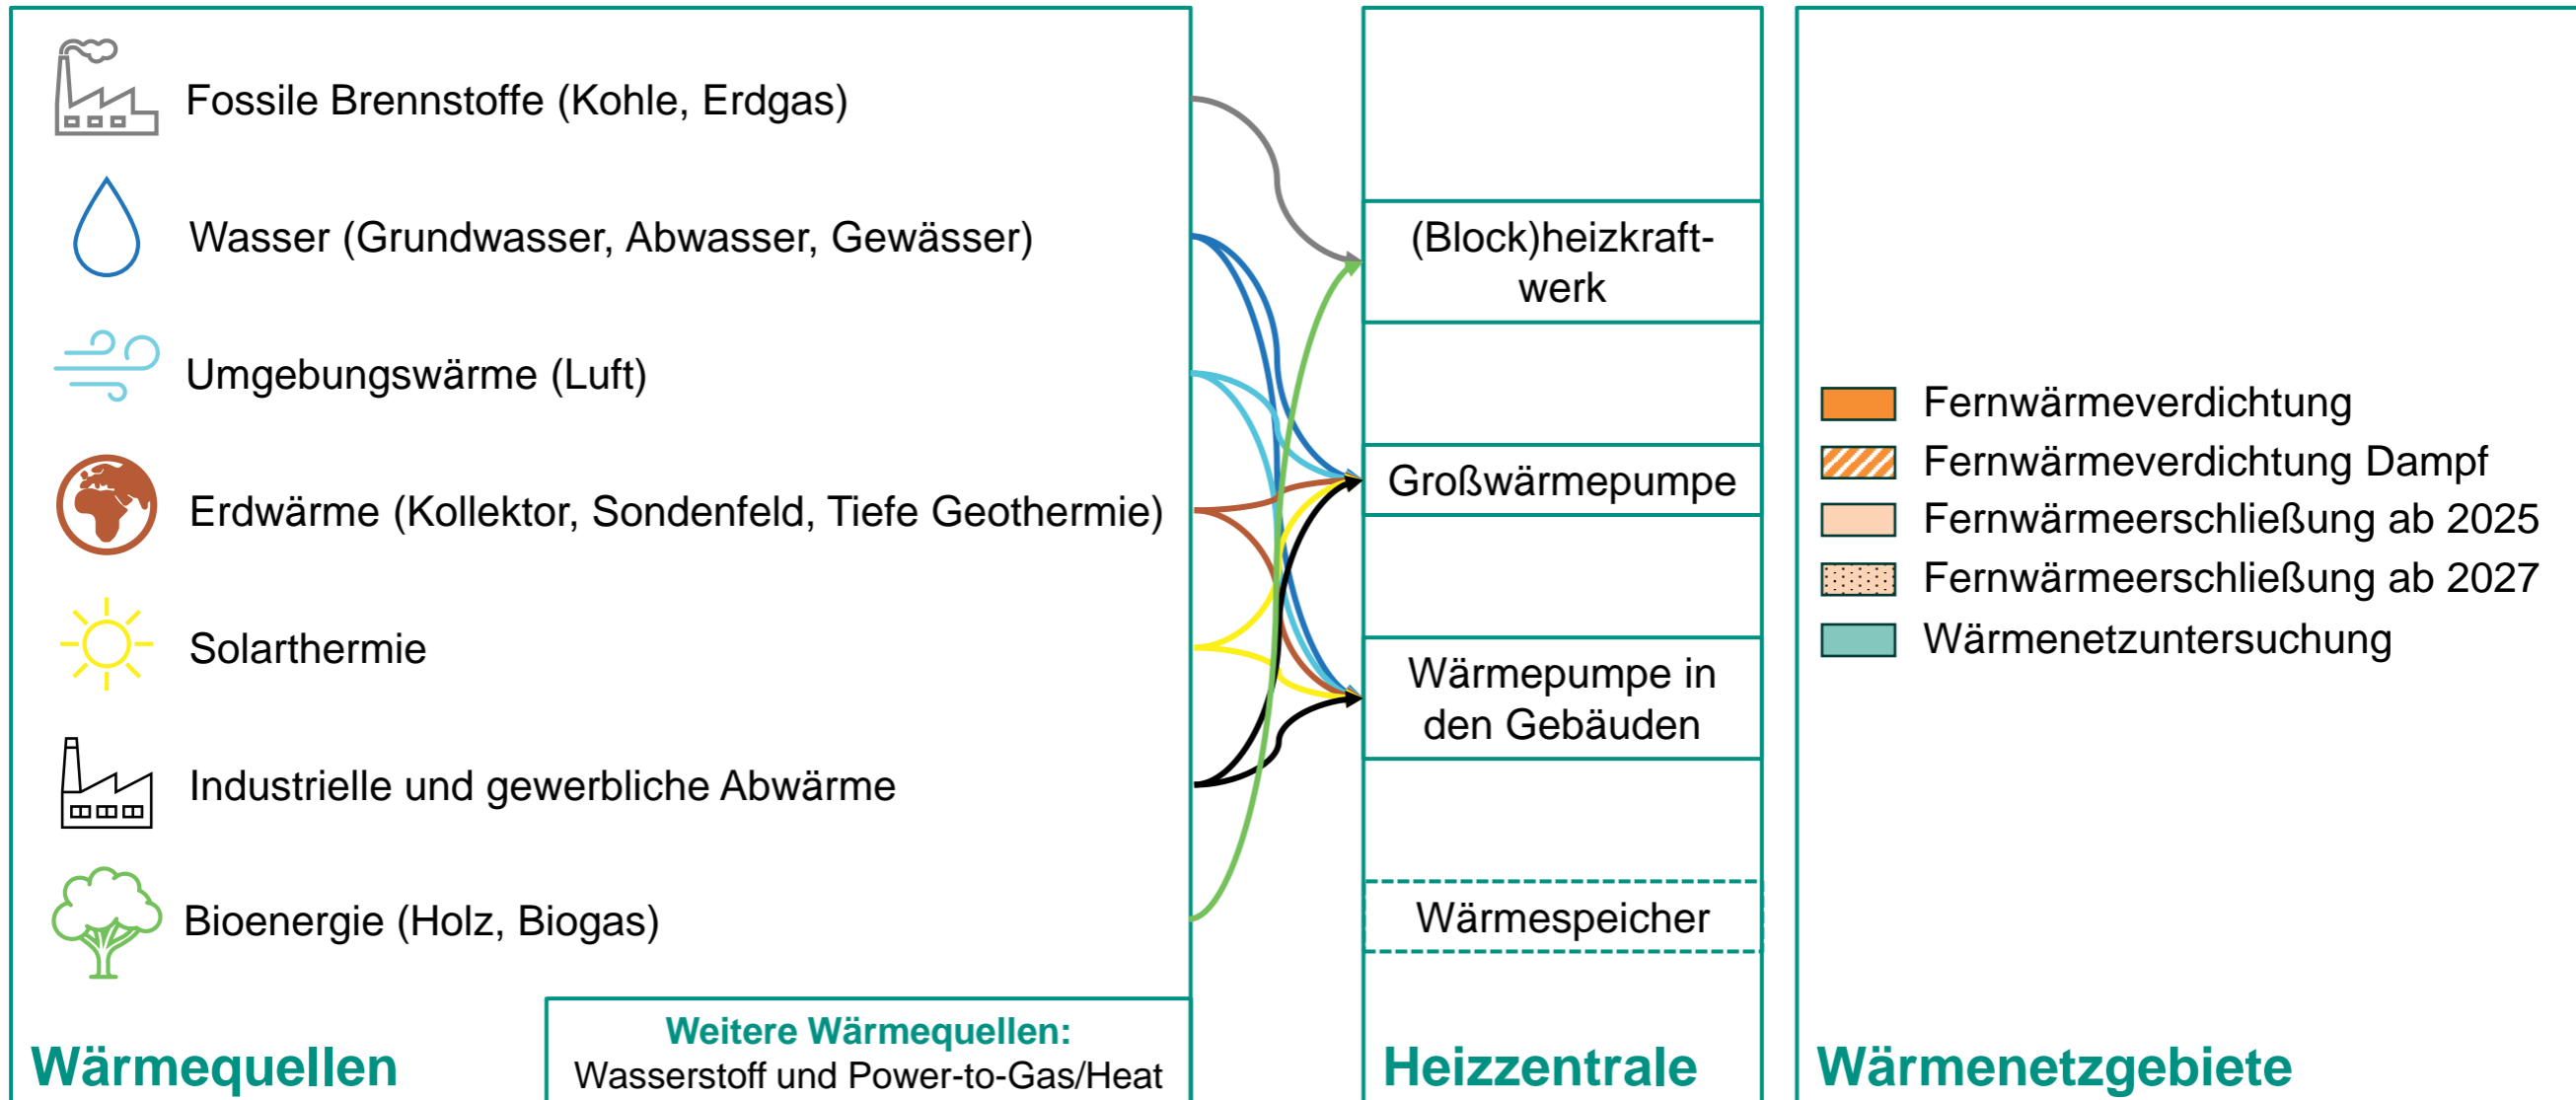 Fossile Brennstoffe (Kohle, Erdgas)
Wasser (Grundwasser, Abwasser, Gewässer)
Umgebungswärme (Luft)
Erdwärme (Kollektor, Sondenfeld, Tiefe Geothermie)
Solarthermie
Industrielle und gewerbliche Abwärme
Bioenergie (Holz, Biogas)
Weitere Wärmequellen:
Wasserstoff und Power-to-Gas/Heat
Wärmequellen
(Block)heizkraft-
werk
Großwärmepumpe
Wärmepumpe in
den Gebäuden
Wärmespeicher
Heizzentrale
Fernwärmeverdichtung
Fernwärmeverdichtung Dampf
Fernwärmeerschließung ab 2025
Fernwärmeerschließung ab 2027
Wärmenetzuntersuchung
Wärmenetzgebiete